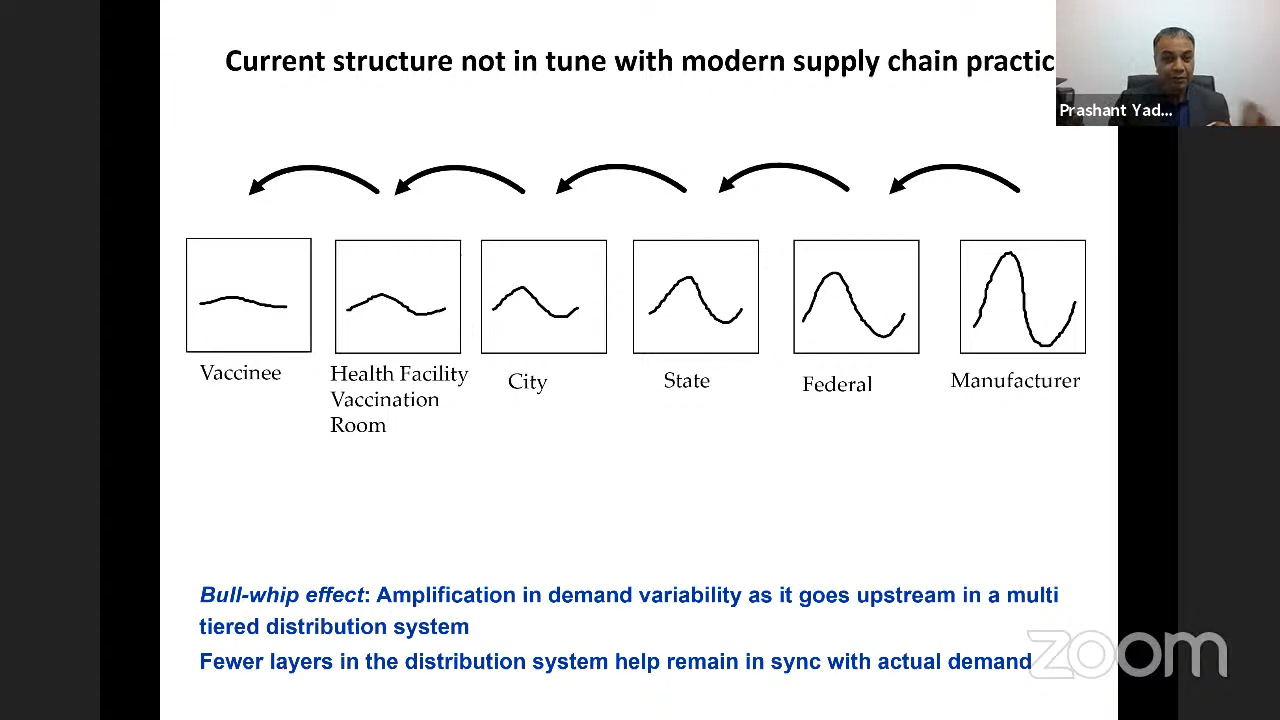 Current structure not in tune with modern supply chain practic
Prashant Yad...
Vaccinee
Health Facility
Vaccination
Room
City
State
Federal
Manufacturer
Bull-whip effect: Amplification in demand variability as it goes upstream in a multi
tiered distribution system
Fewer layers in the distribution system help remain in sync with actual demand
zoom